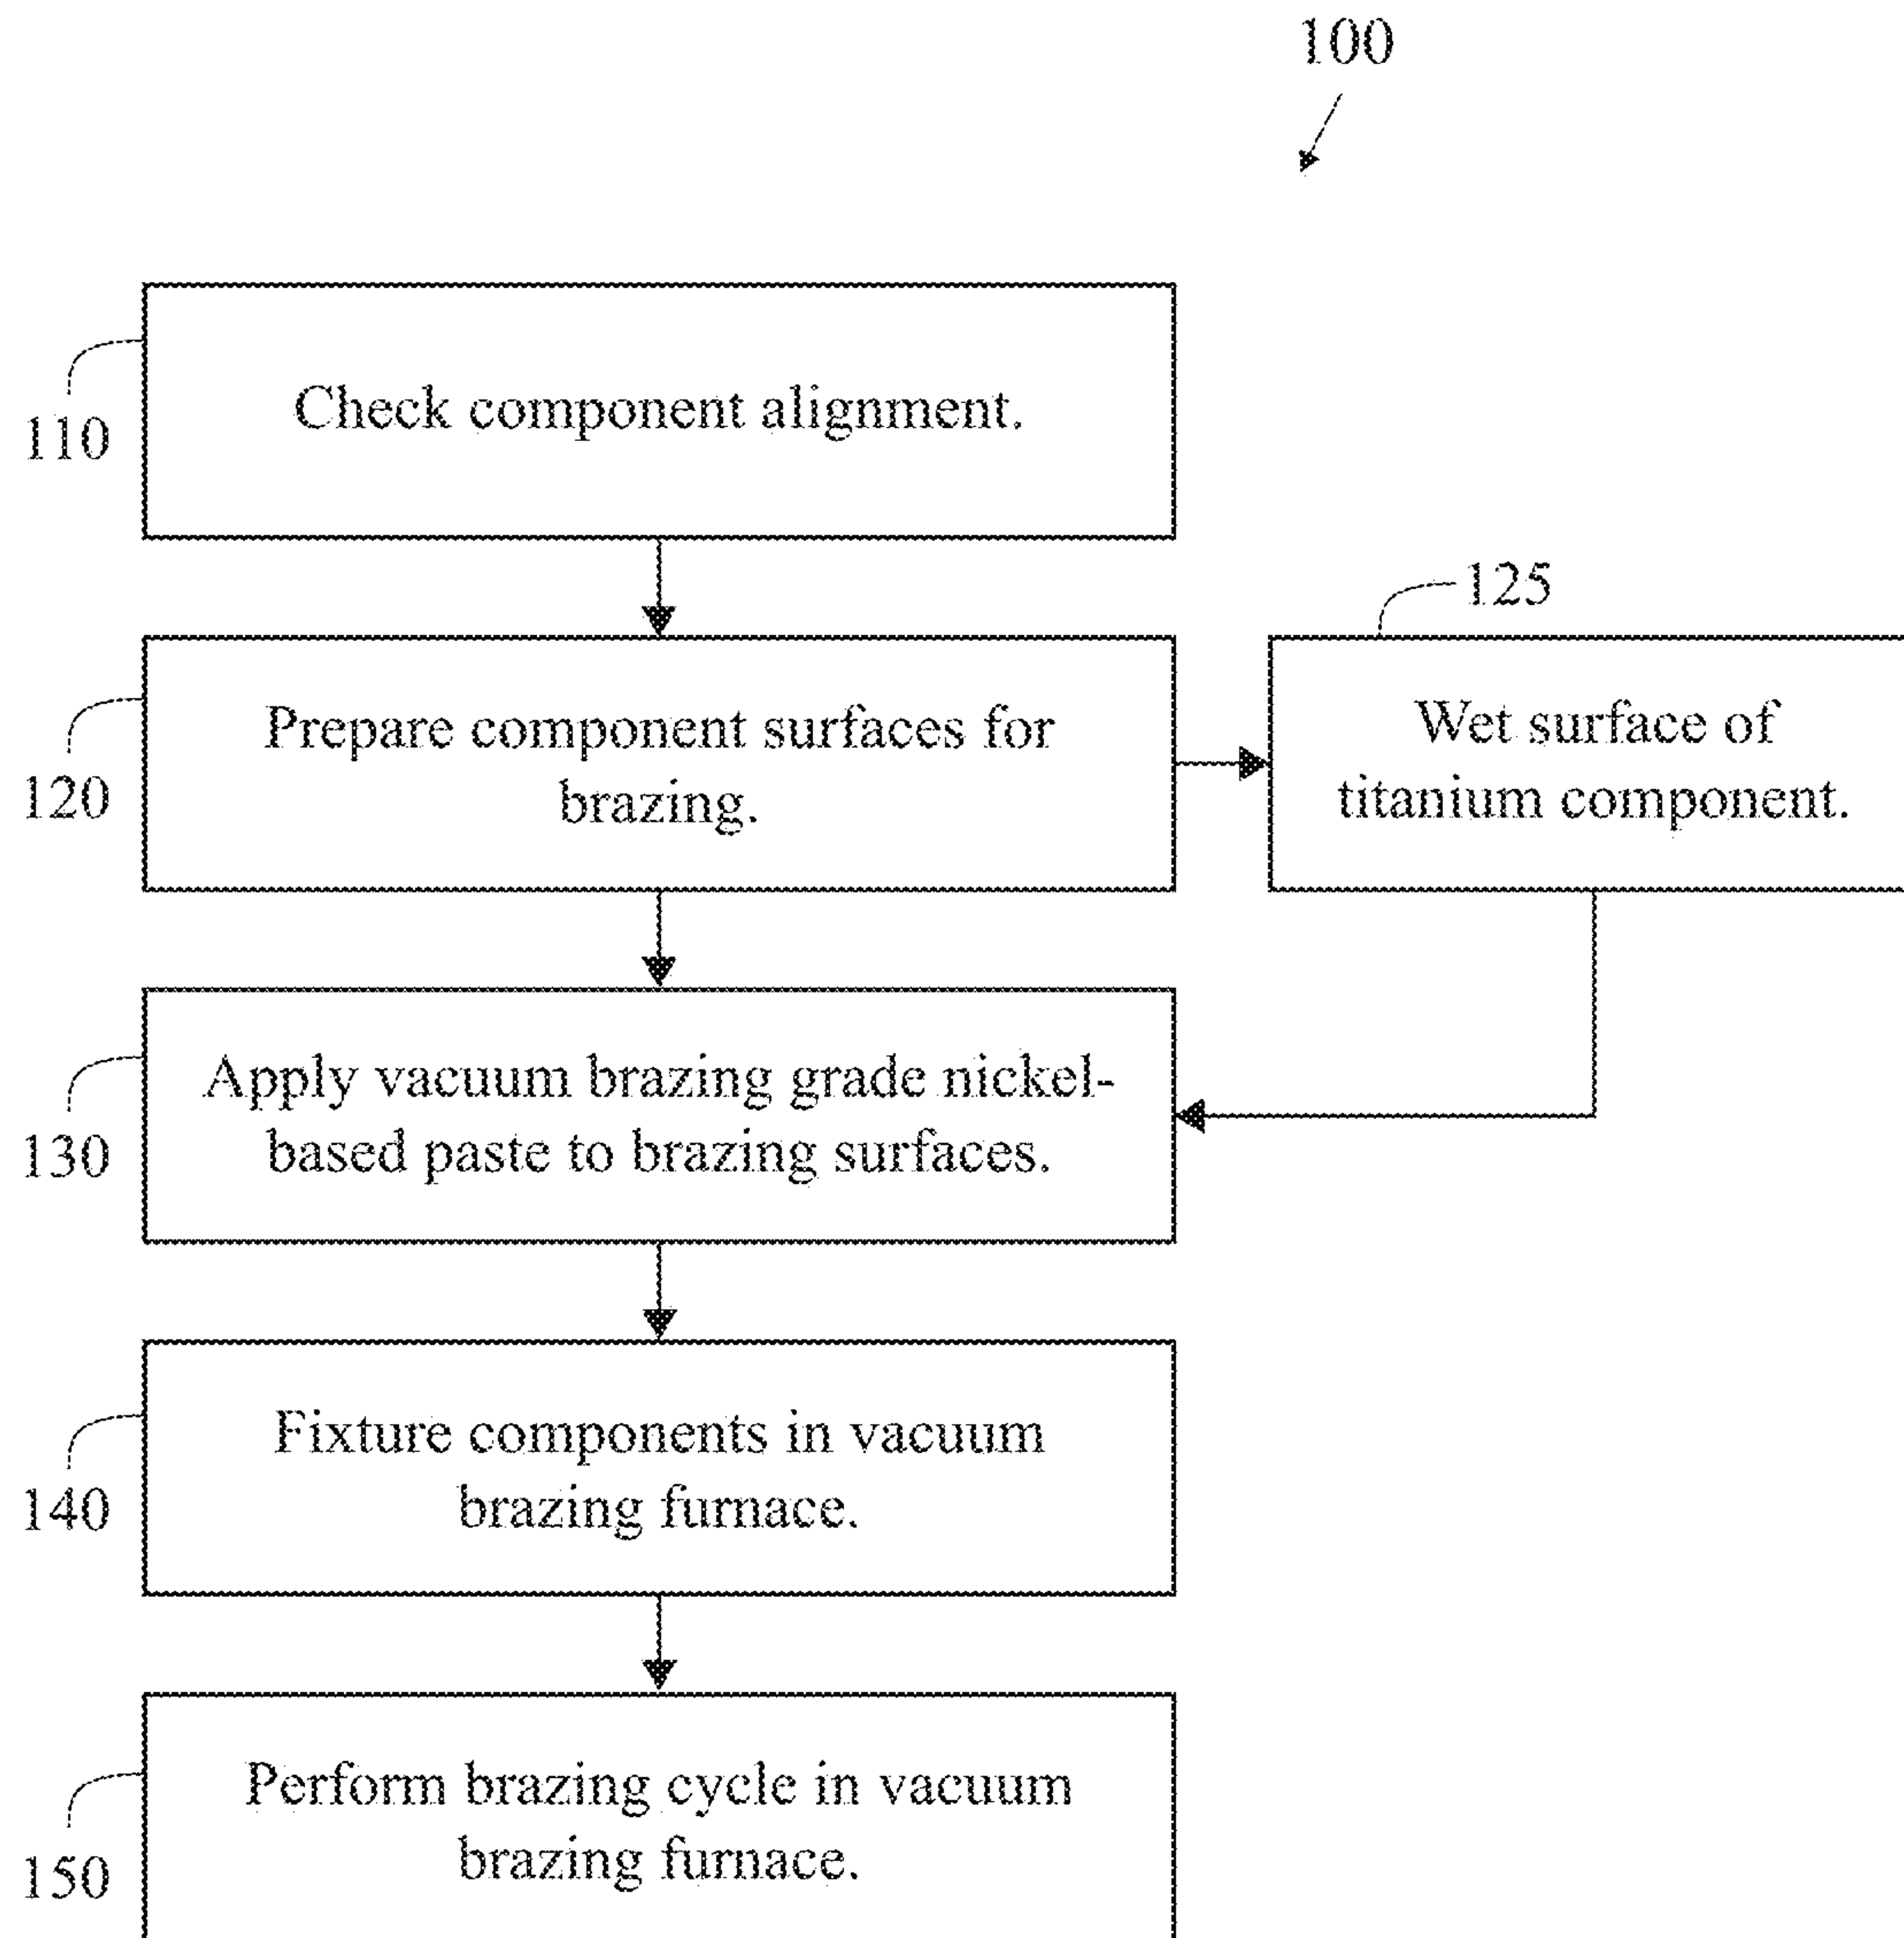 100
110
Check component alignment.
125
120
Prepare component surfaces for
brazing.
Wet surface of
titanium component.
130
Apply vacuum brazing grade nickel-
based paste to brazing surfaces.
140
Fixture components in vacuum
brazing furnace.
150
Perform brazing cycle in vacuum
brazing furnace.